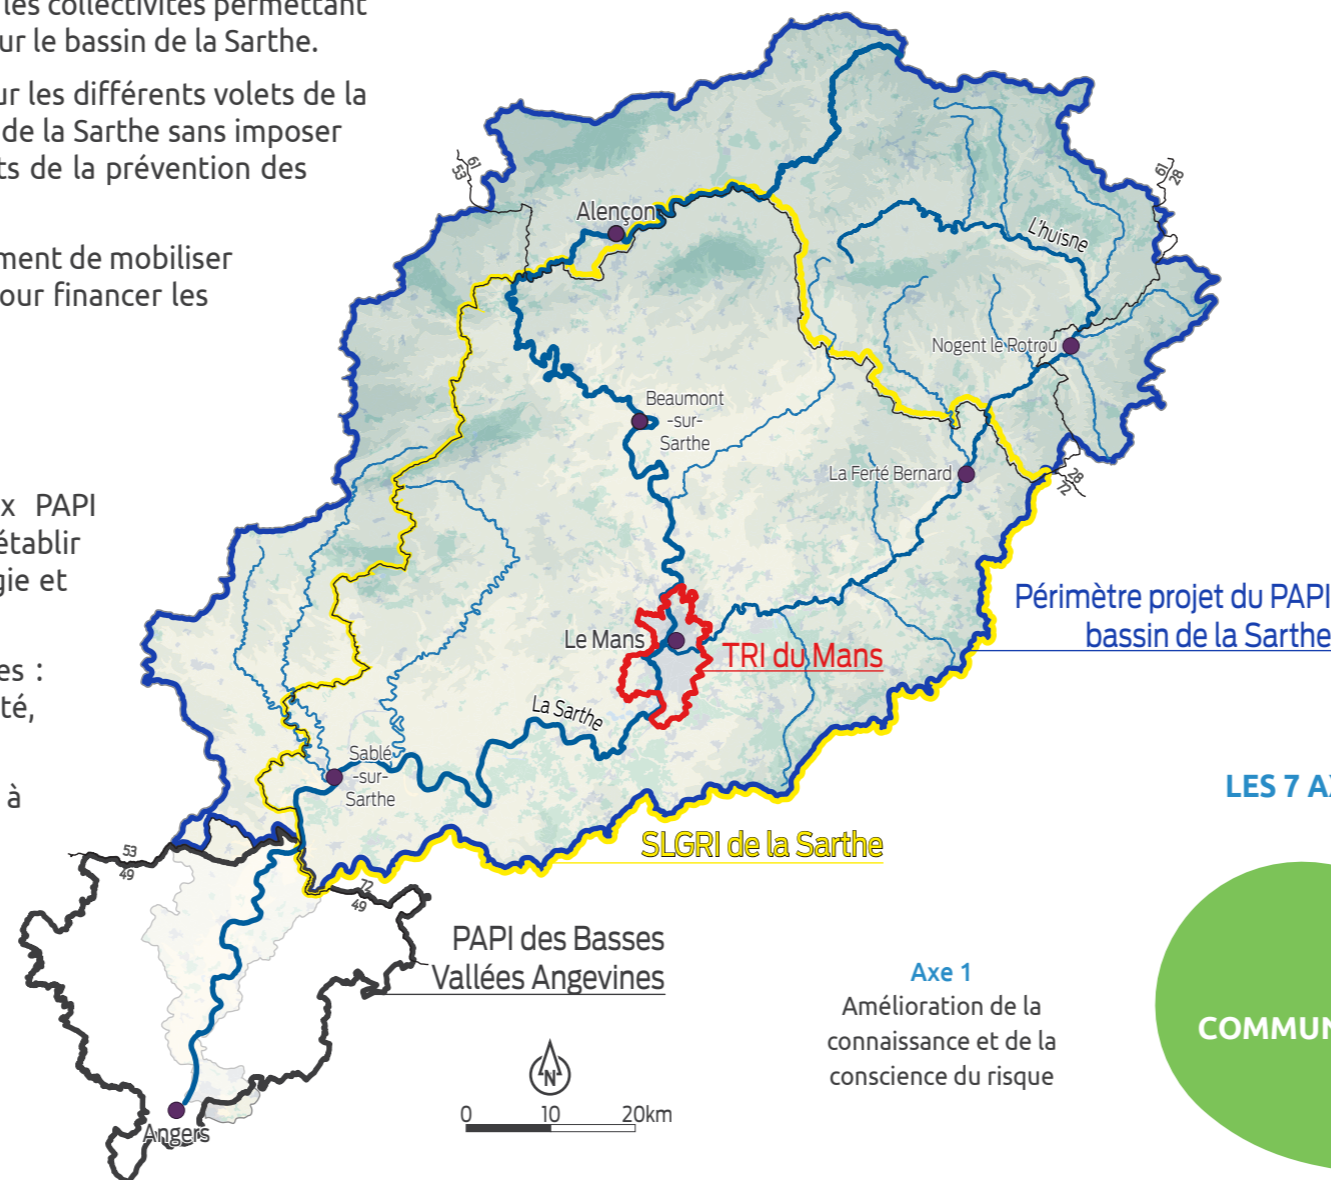 les collectivités permettant
ur le bassin de la Sarthe.
ur les différents volets de la
de la Sarthe sans imposer
ts de la prévention des
ment de mobiliser
our financer les
x PAPI
établir
gie et
es :
té,
à
61
53
61
28
Alençon
L'huisne
Nogent le Rotrou
Beaumont
-sur-
Sarthe
La Ferté Bernard
28
72
Périmètre projet du PAPI
bassin de la Sarthe
Le Mans
TRI du Mans
La Sarthe
Sablé
-sur-
Sarthe
LES 7 AX
SLGRI de la Sarthe
53
49
72
49
PAPI des Basses
Vallées Angevines
Axe 1
Amélioration de la
connaissance et de la
conscience du risque
COMMUN
N
0 10 20km
Angers